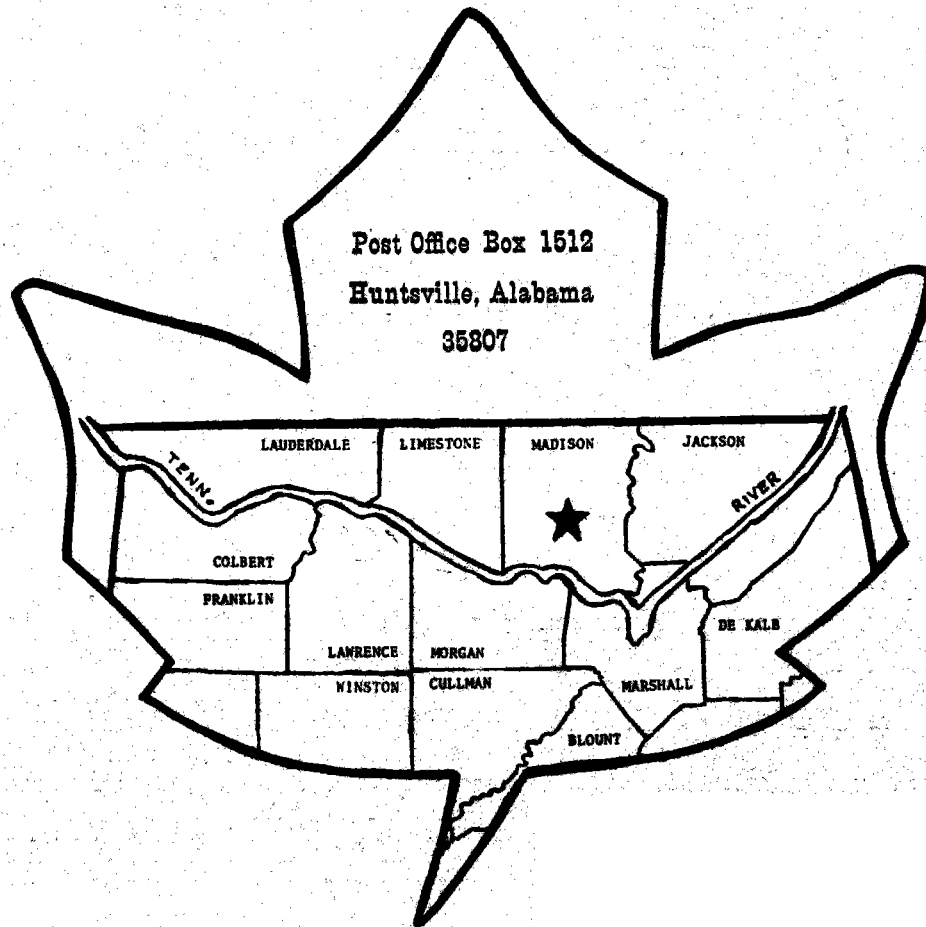 Post Office Box 1512
Huntsville, Alabama
35807
LAUDERDALE
LIMESTONE
MADISON
JACKSON
TENN.
RIVER
COLBERT
FRANKLIN
DE KALB
LAWRENCE
MORGAN
WINSTON
CULLMAN
MARSHALL
BLOUNT